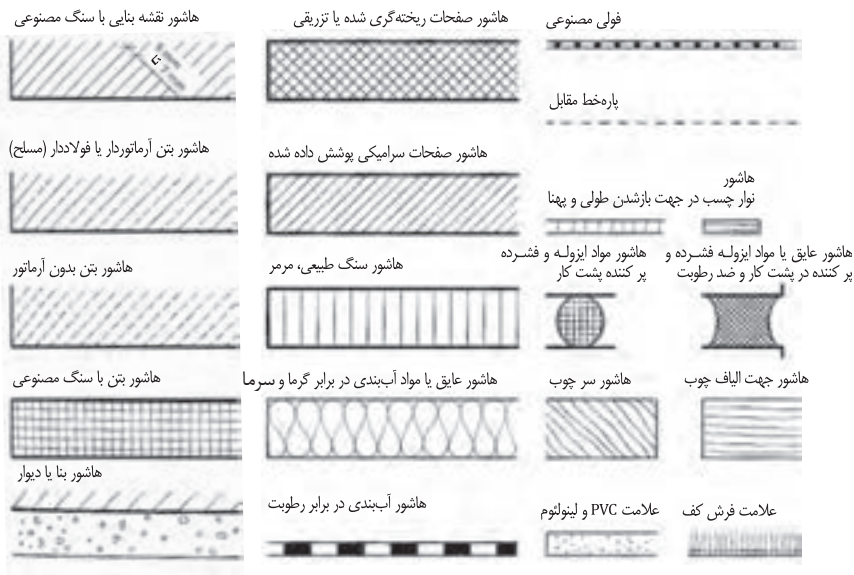 فولی مصنوعی
هاشور صفحات ریخته‌گری شده یا تزریقی
هاشور نقشه بنایی با سنگ مصنوعی
پاره‌خط مقابل
هاشور صفحات سرامیکی پوشش داده شده
هاشور بتن آرماتوردار یا فولاددار (مسلح)
هاشور
نوار چسب در جهت بازشدن طولی و پهنا
هاشور عایق یا مواد ایزولـه فشـرده و
پر کننده در پشت کار و ضد رطوبت
هاشور مواد ایزولـه و فشـرده
پر کننده پشت کار
هاشور سنگ طبیعی، مرمر
هاشور بتن بدون آرماتور
هاشور جهت الیاف چوب
هاشور سر چوب
هاشور عایق یا مواد آب‌بندی در برابر گرما و سرما
هاشور بتن با سنگ مصنوعی
هاشور بنا یا دیوار
علامت فرش کف
علامت PVC و لینولئوم
هاشور آب‌بندی در برابر رطوبت